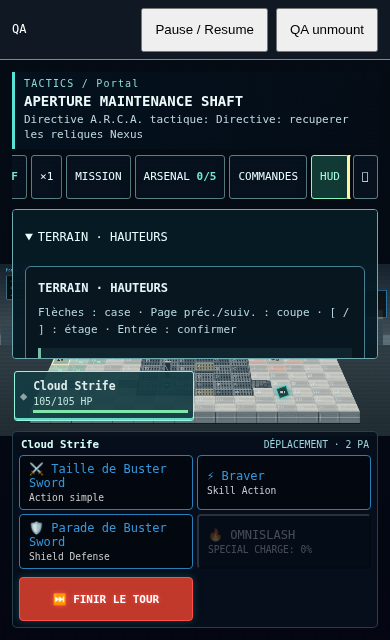 QA
Pause / Resume
QA unmount
TACTICS / Portal
APERTURE MAINTENANCE SHAFT
Directive A.R.C.A. tactique: Directive: recuperer
les reliques Nexus
F
×1
MISSION
ARSENAL 0/5
COMMANDES
HUD
▼ TERRAIN · HAUTEURS
TERRAIN · HAUTEURS
Flèches : case · Page préc./suiv. : coupe · [ /
] : étage · Entrée : confirmer
Cloud Strife
105/105 HP
Cloud Strife
DÉPLACEMENT · 2 PA
⚔️ Taille de Buster
Sword
Action simple
⚡ Braver
Skill Action
🛡️ Parade de Buster
Sword
Shield Defense
🔥 OMNISLASH
SPECIAL CHARGE: 0%
⏭️ FINIR LE TOUR